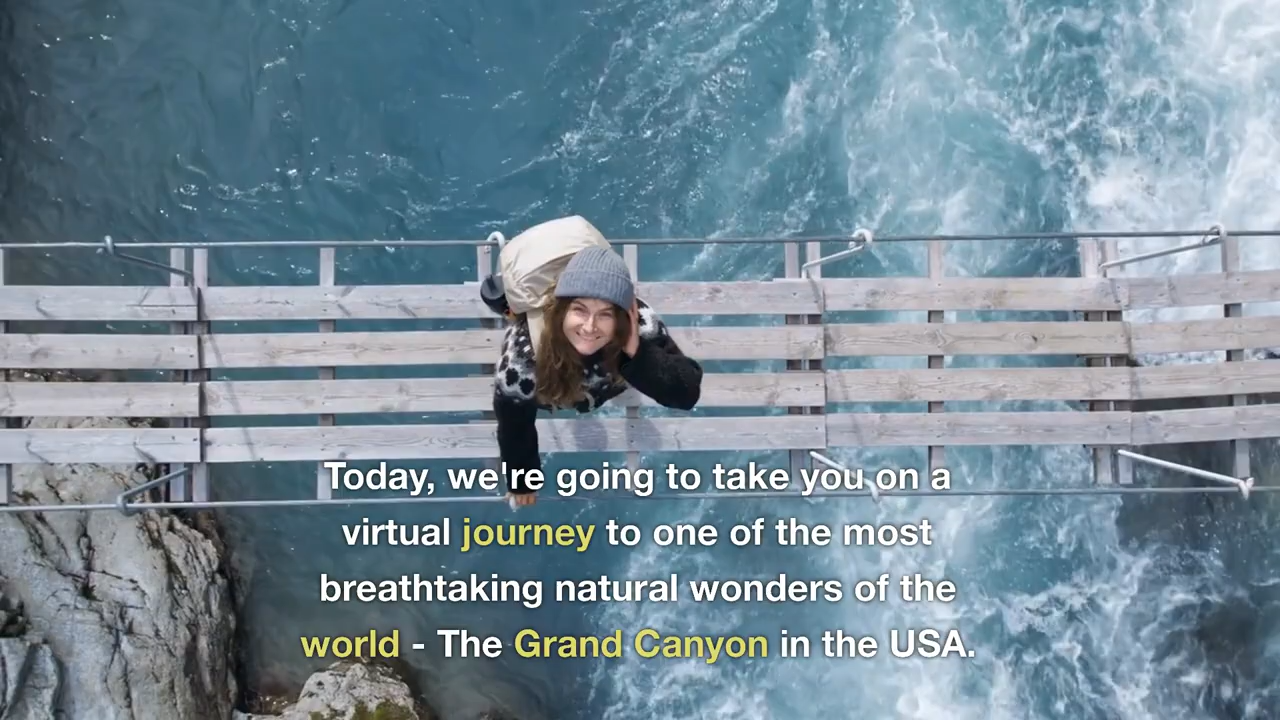 Today, we're going to take you on a
virtual journey to one of the most
breathtaking natural wonders of the
world - The Grand Canyon in the USA.